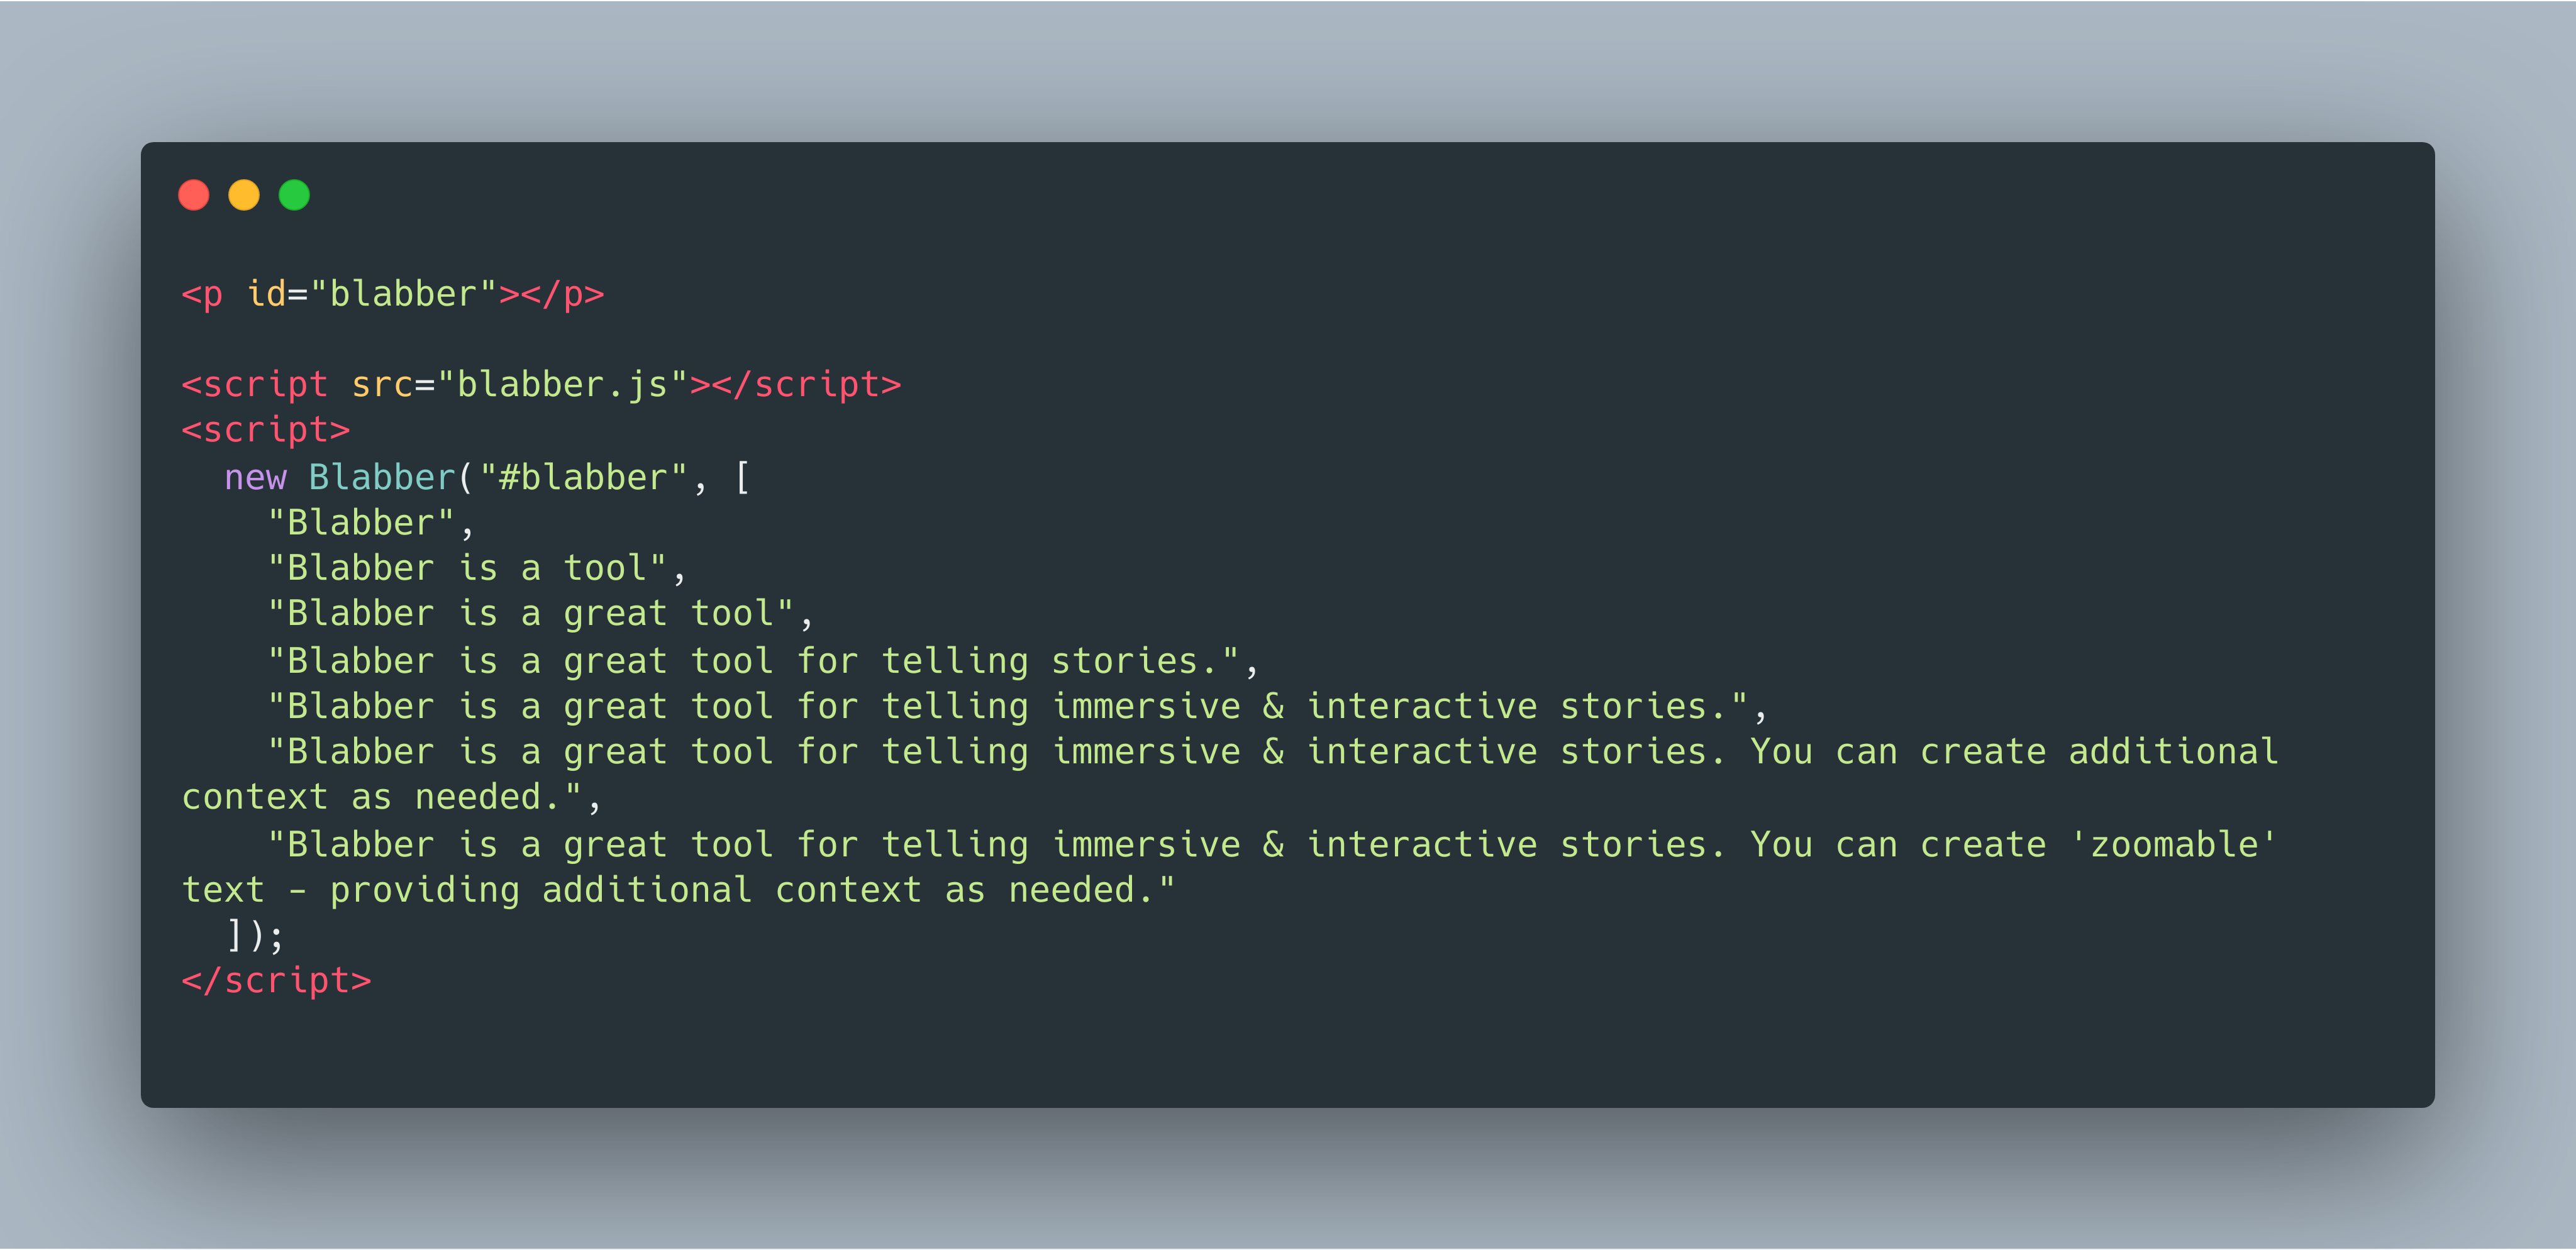 <p id="blabber"></p>
<script src="blabber.js"></script>
<script>
  new Blabber("#blabber", [
    "Blabber",
    "Blabber is a tool",
    "Blabber is a great tool",
    "Blabber is a great tool for telling stories.",
    "Blabber is a great tool for telling immersive & interactive stories.",
    "Blabber is a great tool for telling immersive & interactive stories. You can create additional
context as needed.",
    "Blabber is a great tool for telling immersive & interactive stories. You can create 'zoomable'
text - providing additional context as needed."
  ]);
</script>